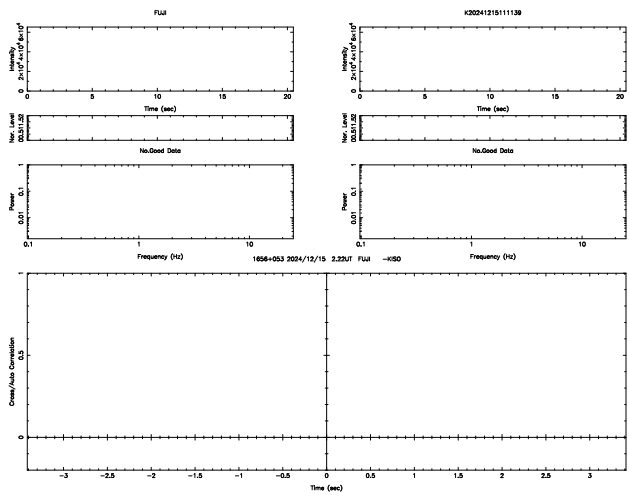 FUJI
K20241215111139
Intensity
0 2×10⁴ 4×10⁴ 6×10⁴
0 5 10 15 20
Time (sec)
Intensity
0 2×10⁴ 4×10⁴ 6×10⁴
0 5 10 15 20
Time (sec)
Nor. Level
00.511.52
Nor. Level
00.511.52
No.Good Data
No.Good Data
Power
0.01 0.1 1
0.1 1 10
Frequency (Hz)
Power
0.01 0.1 1
0.1 1 10
Frequency (Hz)
1656+053 2024/12/15 2.22UT FUJI -KISO
Cross/Auto Correlation
0 0.5 1
-3 -2.5 -2 -1.5 -1 -0.5 0 0.5 1 1.5 2 2.5 3
Time (sec)